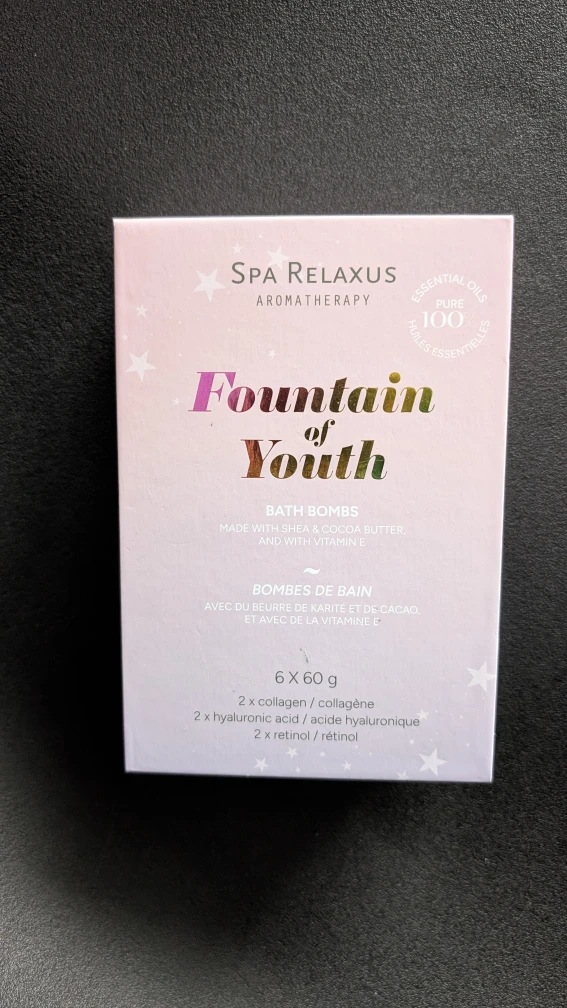 SPA RELAXUS
AROMATHERAPY
ESSENTIAL OILS
PURE
100
HUILES ESSENTIELLES
Fountain
of
Youth
BATH BOMBS
MADE WITH SHEA & COCOA BUTTER,
AND WITH VITAMIN E
~
BOMBES DE BAIN
AVEC DU BEURRE DE KARITÉ ET DE CACAO,
ET AVEC DE LA VITAMINE E
6 X 60 g
2 x collagen / collagène
2 x hyaluronic acid / acide hyaluronique
2 x retinol / rétinol